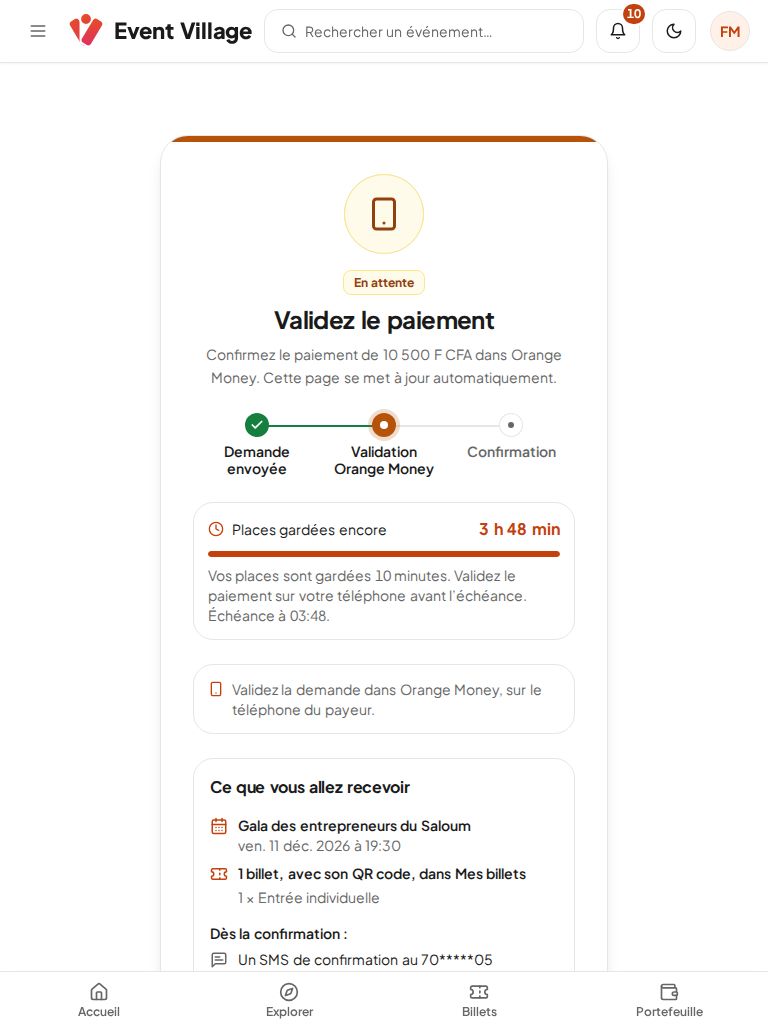 Event Village
Rechercher un événement...
10
FM
En attente
Validez le paiement
Confirmez le paiement de 10 500 F CFA dans Orange
Money. Cette page se met à jour automatiquement.
Demande
envoyée
Validation
Orange Money
Confirmation
Places gardées encore
3 h 48 min
Vos places sont gardées 10 minutes. Validez le
paiement sur votre téléphone avant l'échéance.
Échéance à 03:48.
Validez la demande dans Orange Money, sur le
téléphone du payeur.
Ce que vous allez recevoir
Gala des entrepreneurs du Saloum
ven. 11 déc. 2026 à 19:30
1 billet, avec son QR code, dans Mes billets
1 × Entrée individuelle
Dès la confirmation :
Un SMS de confirmation au 70*****05
Accueil
Explorer
Billets
Portefeuille